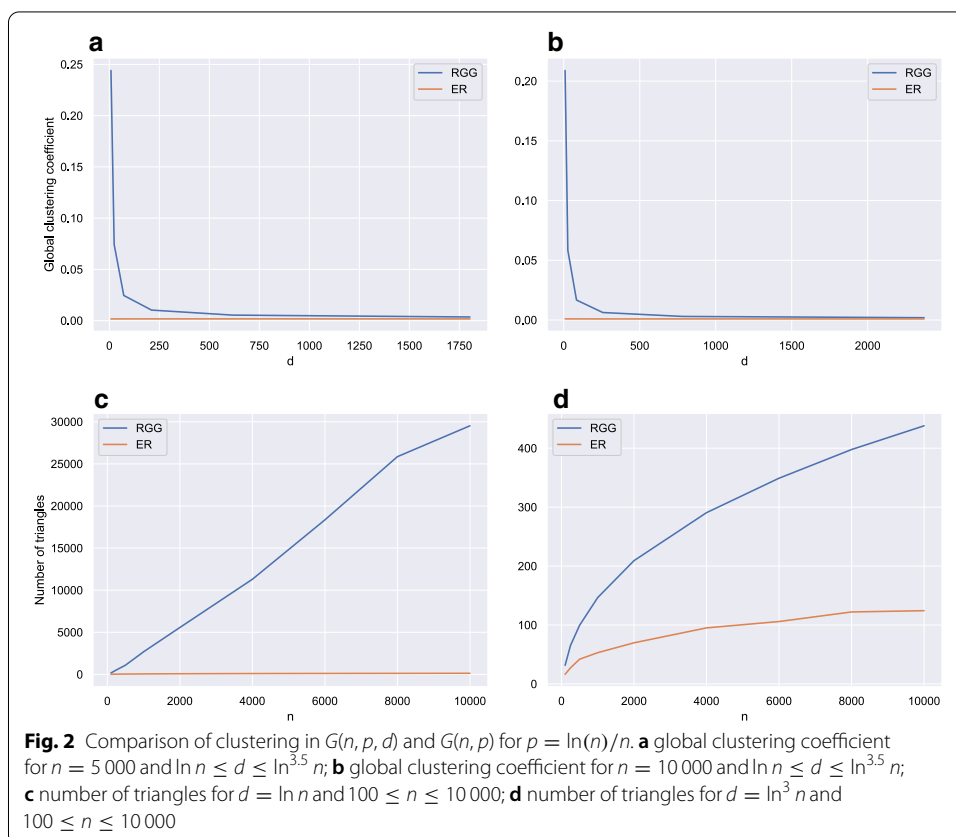 a
0.25
0.20
0.15
0.10
0.05
0.00
Global clustering coefficient
RGG
ER
0 250 500 750 1000 1250 1500 1750
d
b
0.20
0.15
0.10
0.05
0.00
RGG
ER
0 500 1000 1500 2000
d
c
30000
25000
20000
15000
10000
5000
0
Number of triangles
RGG
ER
0 2000 4000 6000 8000 10000
n
d
400
300
200
100
0
RGG
ER
0 2000 4000 6000 8000 10000
n
Fig. 2 Comparison of clustering in G(n, p, d) and G(n, p) for p = ln(n)/n. a global clustering coefficient
for n = 5 000 and ln n ≤ d ≤ ln^3.5 n; b global clustering coefficient for n = 10 000 and ln n ≤ d ≤ ln^3.5 n;
c number of triangles for d = ln n and 100 ≤ n ≤ 10 000; d number of triangles for d = ln^3 n and
100 ≤ n ≤ 10 000